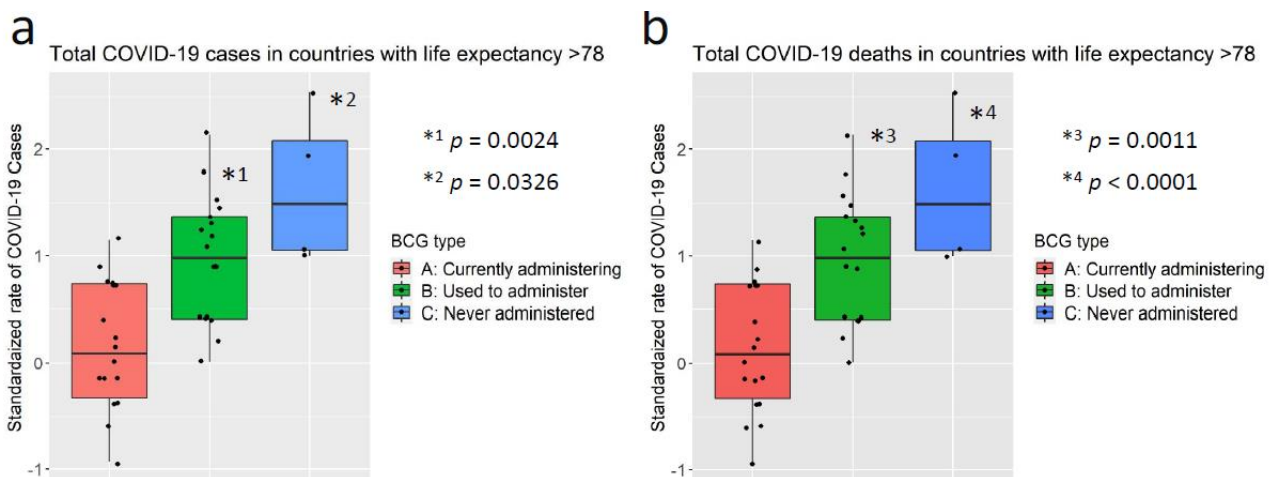 a
Total COVID-19 cases in countries with life expectancy >78
Standardaized rate of COVID-19 Cases
2
1
0
-1
*1
*2
*1 p = 0.0024
*2 p = 0.0326
BCG type
A: Currently administering
B: Used to administer
C: Never administered
b
Total COVID-19 deaths in countries with life expectancy >78
Standardaized rate of COVID-19 Cases
2
1
0
-1
*3
*4
*3 p = 0.0011
*4 p < 0.0001
BCG type
A: Currently administering
B: Used to administer
C: Never administered